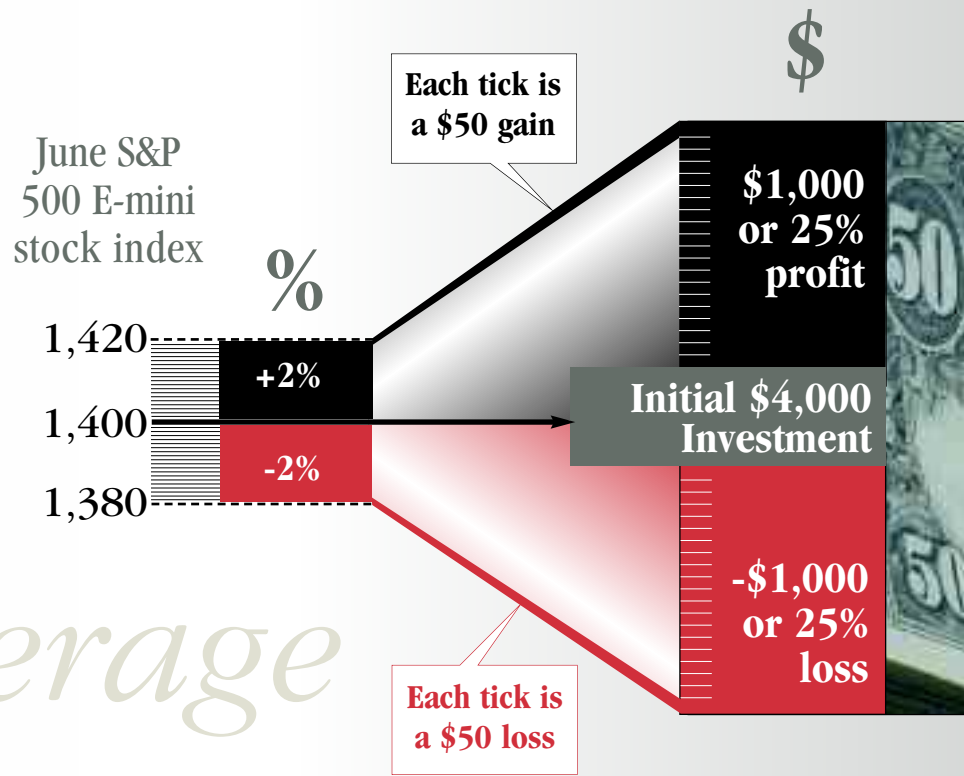 $
Each tick is
a $50 gain
June S&P
500 E-mini
stock index
%
$1,000
or 25%
profit
50
1,420
+2%
1,400
Initial $4,000
Investment
-2%
1,380
-$1,000
or 25%
loss
50
erage
Each tick is
a $50 loss